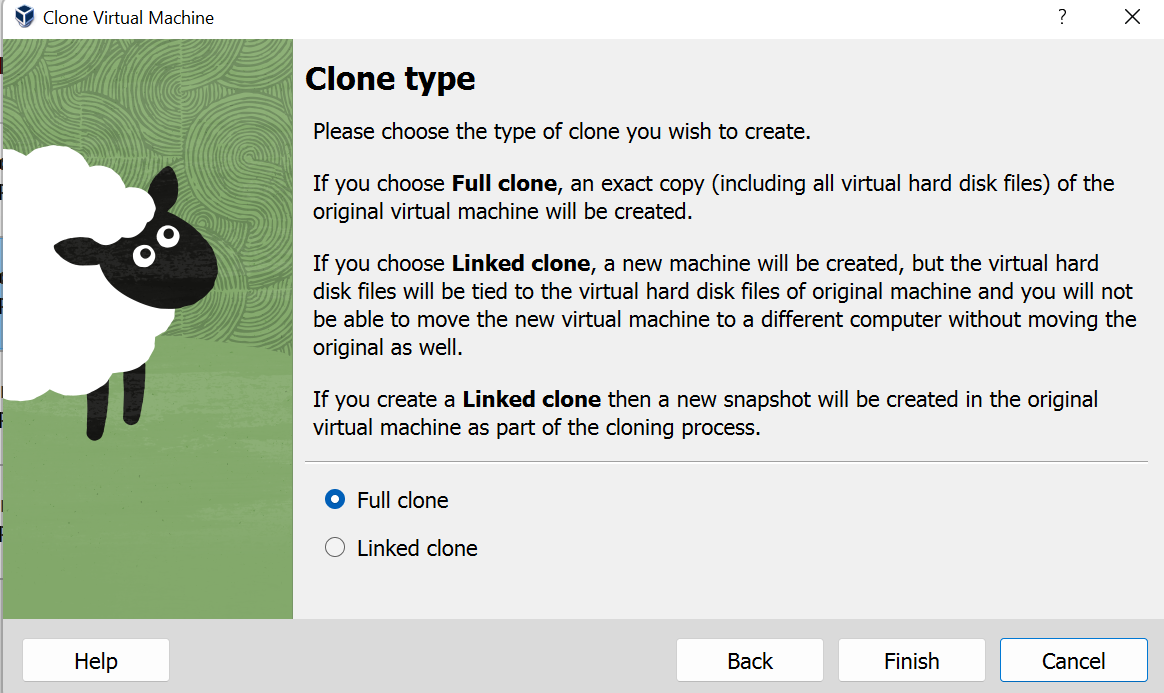 Clone Virtual Machine
?
Clone type
Please choose the type of clone you wish to create.
If you choose Full clone, an exact copy (including all virtual hard disk files) of the
original virtual machine will be created.
If you choose Linked clone, a new machine will be created, but the virtual hard
disk files will be tied to the virtual hard disk files of original machine and you will not
be able to move the new virtual machine to a different computer without moving the
original as well.
If you create a Linked clone then a new snapshot will be created in the original
virtual machine as part of the cloning process.
Full clone
Linked clone
Help
Back
Finish
Cancel